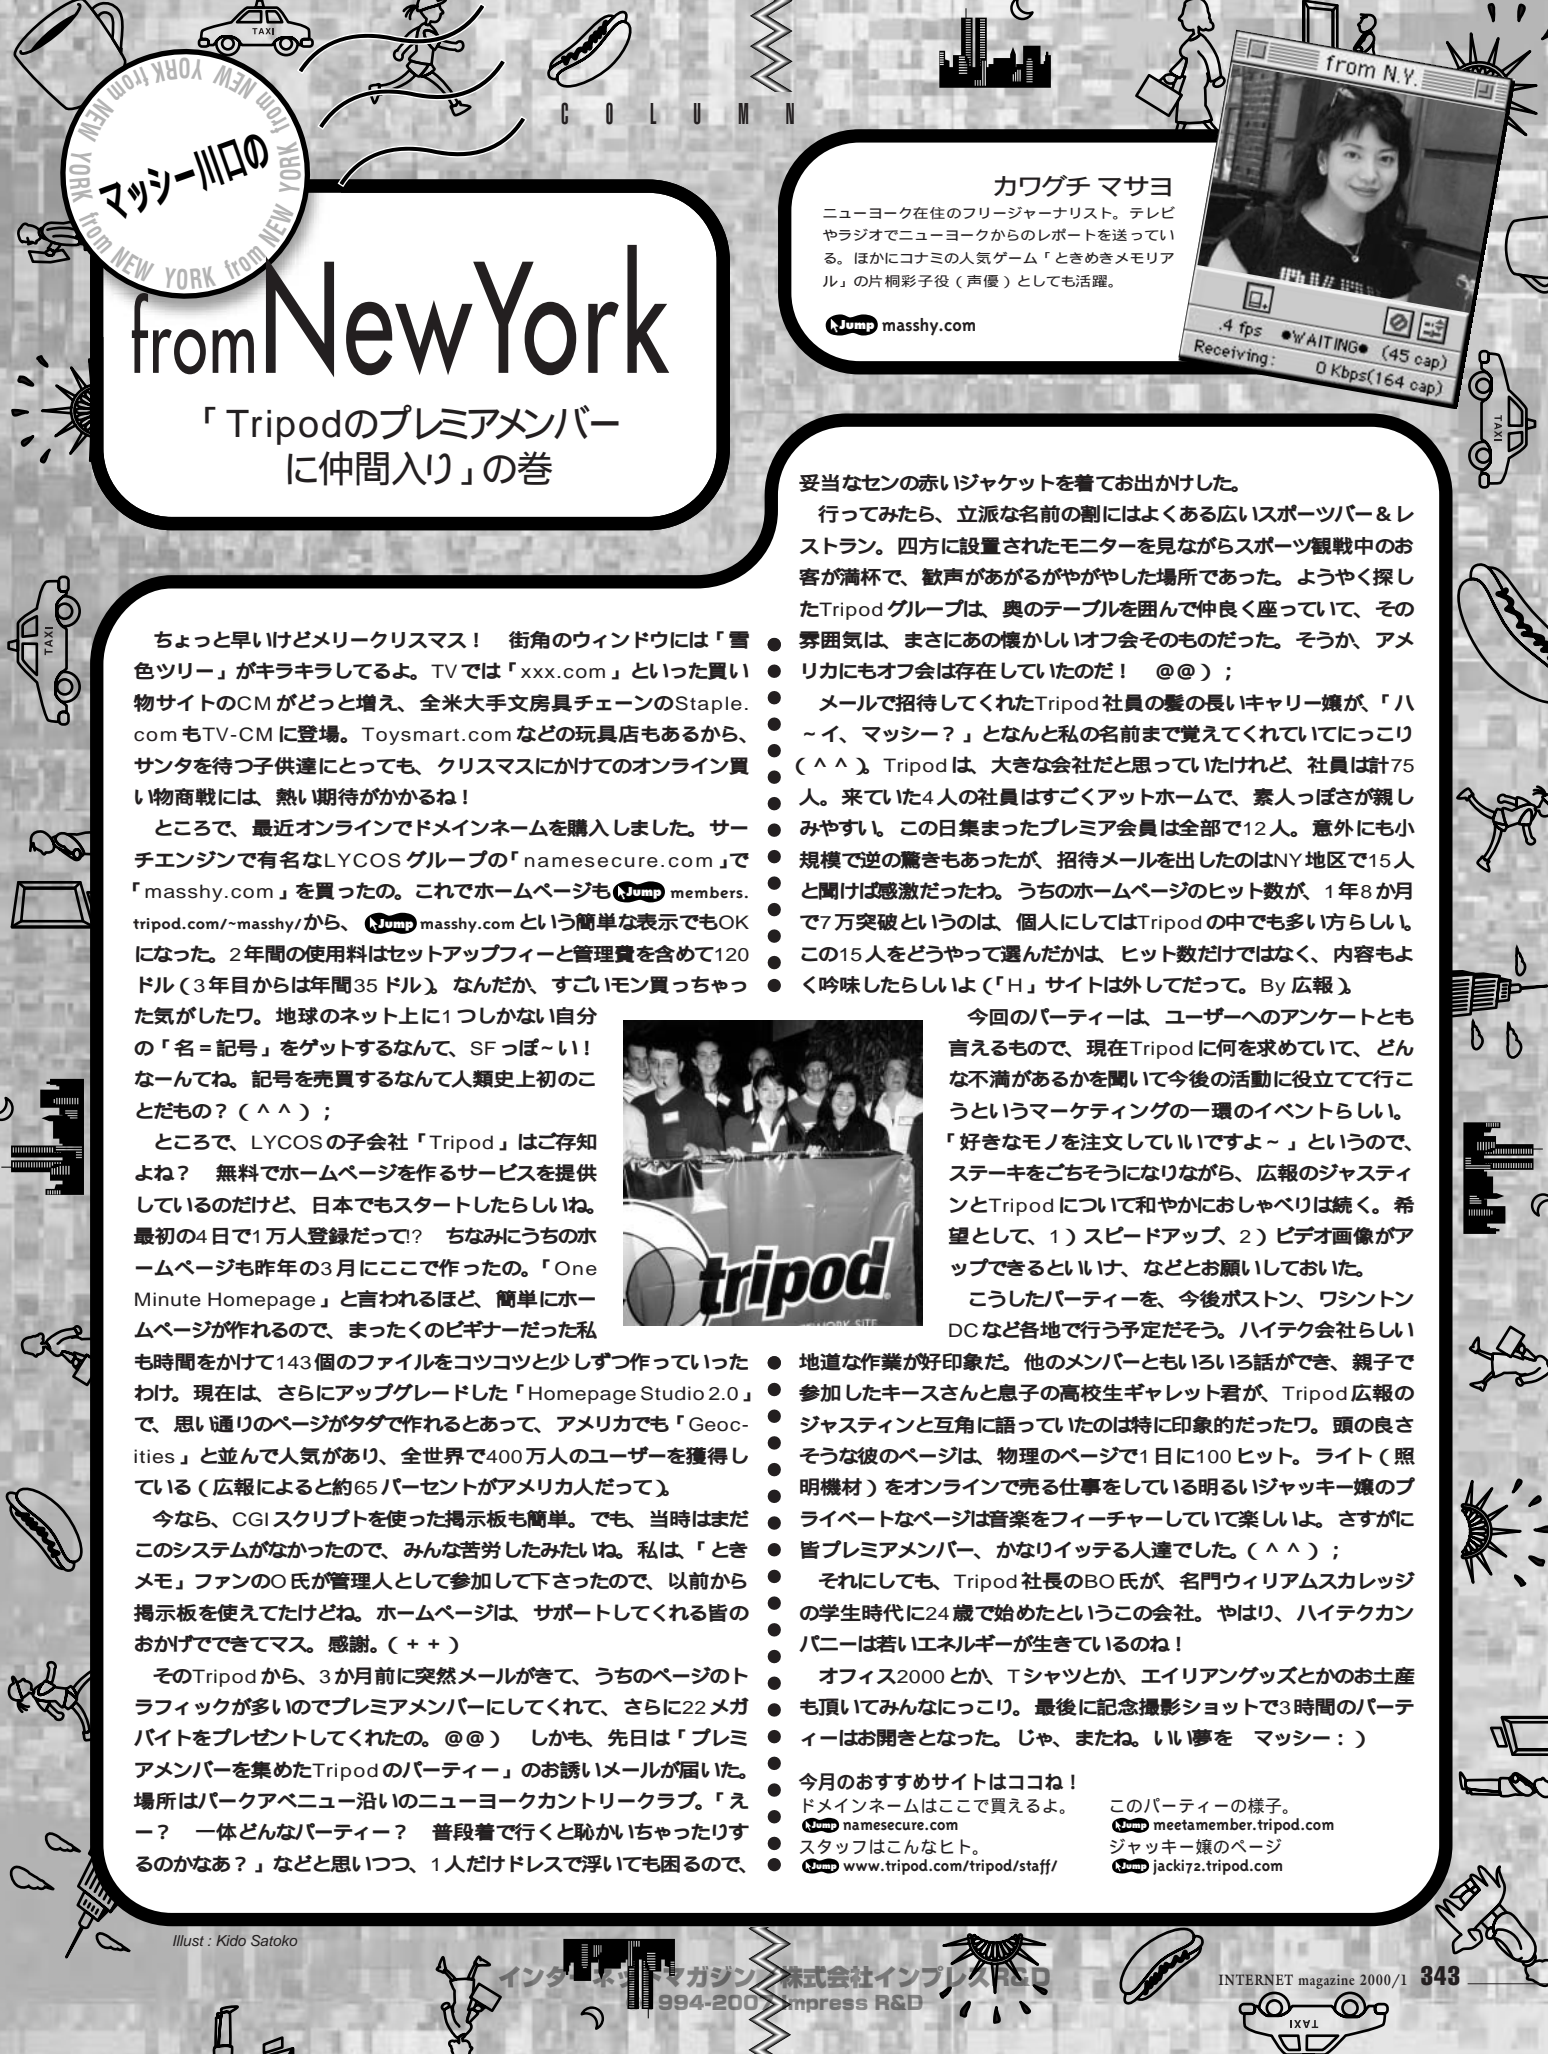 COLUMN
from NEW YORK from NEW YORK from NEW YORK from NEW YORK
マッシー川口の
from New York
「Tripodのプレミアメンバー
に仲間入り」の巻
カワグチ マサヨ
ニューヨーク在住のフリージャーナリスト。テレビ
やラジオでニューヨークからのレポートを送ってい
る。ほかにコナミの人気ゲーム「ときめきメモリア
ル」の片桐彩子役(声優)としても活躍。
Jump masshy.com
from N.Y.
.4 fps ●WAITING● (45 cap)
Receiving: 0 Kbps(164 cap)
ちょっと早いけどメリークリスマス! 街角のウィンドウには「雪
色ツリー」がキラキラしてるよ。TVでは「xxx.com」といった買い
物サイトのCMがどっと増え、全米大手文房具チェーンのStaple.
comもTV-CMに登場。Toysmart.comなどの玩具店もあるから、
サンタを待つ子供達にとっても、クリスマスにかけてのオンライン買
い物商戦には、熱い期待がかかるね!
ところで、最近オンラインでドメインネームを購入しました。サー
チエンジンで有名なLYCOSグループの「namesecure.com」で
「masshy.com」を買ったの。これでホームページもJump members.
tripod.com/~masshy/から、Jump masshy.comという簡単な表示でもOK
になった。2年間の使用料はセットアップフィーと管理費を含めて120
ドル(3年目からは年間35ドル)。なんだか、すごいモン買っちゃっ
た気がしたワ。地球のネット上に1つしかない自分
の「名=記号」をゲットするなんて、SFっぽ~い!
なーんてね。記号を売買するなんて人類史上初のこ
とだもの?(^^);
ところで、LYCOSの子会社「Tripod」はご存知
よね? 無料でホームページを作るサービスを提供
しているのだけど、日本でもスタートしたらしいね。
最初の4日で1万人登録だって!? ちなみにうちのホ
ームページも昨年の3月にここで作ったの。「One
Minute Homepage」と言われるほど、簡単にホー
ムページが作れるので、まったくのビギナーだった私
も時間をかけて143個のファイルをコツコツと少しずつ作っていった
わけ。現在は、さらにアップグレードした「Homepage Studio 2.0」
で、思い通りのページがタダで作れるとあって、アメリカでも「Geoc-
ities」と並んで人気があり、全世界で400万人のユーザーを獲得し
ている(広報によると約65パーセントがアメリカ人だって)。
今なら、CGIスクリプトを使った掲示板も簡単。でも、当時はまだ
このシステムがなかったので、みんな苦労したみたいね。私は、「とき
メモ」ファンのO氏が管理人として参加して下さったので、以前から
掲示板を使えてたけどね。ホームページは、サポートしてくれる皆の
おかげでできてマス。感謝。(++)
そのTripodから、3か月前に突然メールがきて、うちのページのト
ラフィックが多いのでプレミアメンバーにしてくれて、さらに22メガ
バイトをプレゼントしてくれたの。@@) しかも、先日は「プレミ
アメンバーを集めたTripodのパーティー」のお誘いメールが届いた。
場所はパークアベニュー沿いのニューヨークカントリークラブ。「え
ー? 一体どんなパーティー? 普段着で行くと恥かいちゃったりす
るのかなあ?」などと思いつつ、1人だけドレスで浮いても困るので、
妥当なセンの赤いジャケットを着てお出かけした。
行ってみたら、立派な名前の割にはよくある広いスポーツバー&レ
ストラン。四方に設置されたモニターを見ながらスポーツ観戦中のお
客が満杯で、歓声があがるがやがやした場所であった。ようやく探し
たTripodグループは、奥のテーブルを囲んで仲良く座っていて、その
雰囲気は、まさにあの懐かしいオフ会そのものだった。そうか、アメ
リカにもオフ会は存在していたのだ! @@);
メールで招待してくれたTripod社員の髪の長いキャリー嬢が、「ハ
~イ、マッシー?」となんと私の名前まで覚えてくれていてにっこり
(^^)。Tripodは、大きな会社だと思っていたけれど、社員は計75
人。来ていた4人の社員はすごくアットホームで、素人っぽさが親し
みやすい。この日集まったプレミア会員は全部で12人。意外にも小
規模で逆の驚きもあったが、招待メールを出したのはNY地区で15人
と聞けば感激だったわ。うちのホームページのヒット数が、1年8か月
で7万突破というのは、個人にしてはTripodの中でも多い方らしい。
この15人をどうやって選んだかは、ヒット数だけではなく、内容もよ
く吟味したらしいよ(「H」サイトは外してだって。By 広報)。
今回のパーティーは、ユーザーへのアンケートとも
言えるもので、現在Tripodに何を求めていて、どん
な不満があるかを聞いて今後の活動に役立てて行こ
うというマーケティングの一環のイベントらしい。
「好きなモノを注文していいですよ~」というので、
ステーキをごちそうになりながら、広報のジャスティ
ンとTripodについて和やかにおしゃべりは続く。希
望として、1)スピードアップ、2)ビデオ画像がア
ップできるといいナ、などとお願いしておいた。
こうしたパーティーを、今後ボストン、ワシントン
DCなど各地で行う予定だそう。ハイテク会社らしい
地道な作業が好印象だ。他のメンバーともいろいろ話ができ、親子で
参加したキースさんと息子の高校生ギャレット君が、Tripod広報の
ジャスティンと互角に語っていたのは特に印象的だったワ。頭の良さ
そうな彼のページは、物理のページで1日に100ヒット。ライト(照
明機材)をオンラインで売る仕事をしている明るいジャッキー嬢のプ
ライベートなページは音楽をフィーチャーしていて楽しいよ。さすがに
皆プレミアメンバー、かなりイッテる人達でした。(^^);
それにしても、Tripod社長のBO氏が、名門ウィリアムスカレッジ
の学生時代に24歳で始めたというこの会社。やはり、ハイテクカン
パニーは若いエネルギーが生きているのね!
オフィス2000とか、Tシャツとか、エイリアングッズとかのお土産
も頂いてみんなにっこり。最後に記念撮影ショットで3時間のパーテ
ィーはお開きとなった。じゃ、またね。いい夢を マッシー:)
tripod
今月のおすすめサイトはココね!
ドメインネームはここで買えるよ。
Jump namesecure.com
スタッフはこんなヒト。
Jump www.tripod.com/tripod/staff/
このパーティーの様子。
Jump meetamember.tripod.com
ジャッキー嬢のページ
Jump jacki72.tripod.com
Illust : Kido Satoko
INTERNET magazine 2000/1 343
TAXI
TAXI
TAXI
TAXI